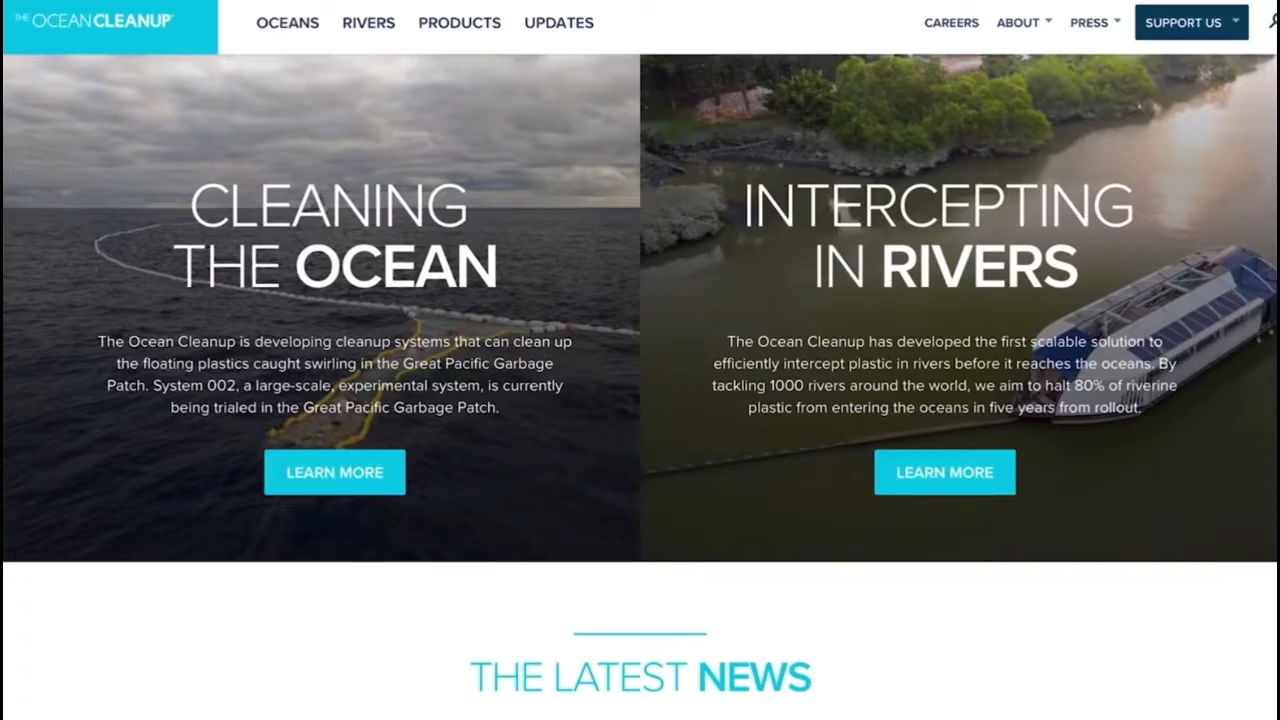 THE OCEAN CLEANUP
OCEANS RIVERS PRODUCTS UPDATES
CAREERS ABOUT PRESS SUPPORT US
CLEANING
THE OCEAN
The Ocean Cleanup is developing cleanup systems that can clean up
the floating plastics caught swirling in the Great Pacific Garbage
Patch. System 002, a large-scale, experimental system, is currently
being trialed in the Great Pacific Garbage Patch.
LEARN MORE
INTERCEPTING
IN RIVERS
The Ocean Cleanup has developed the first scalable solution to
efficiently intercept plastic in rivers before it reaches the oceans. By
tackling 1000 rivers around the world, we aim to halt 80% of riverine
plastic from entering the oceans in five years from rollout.
LEARN MORE
THE LATEST NEWS